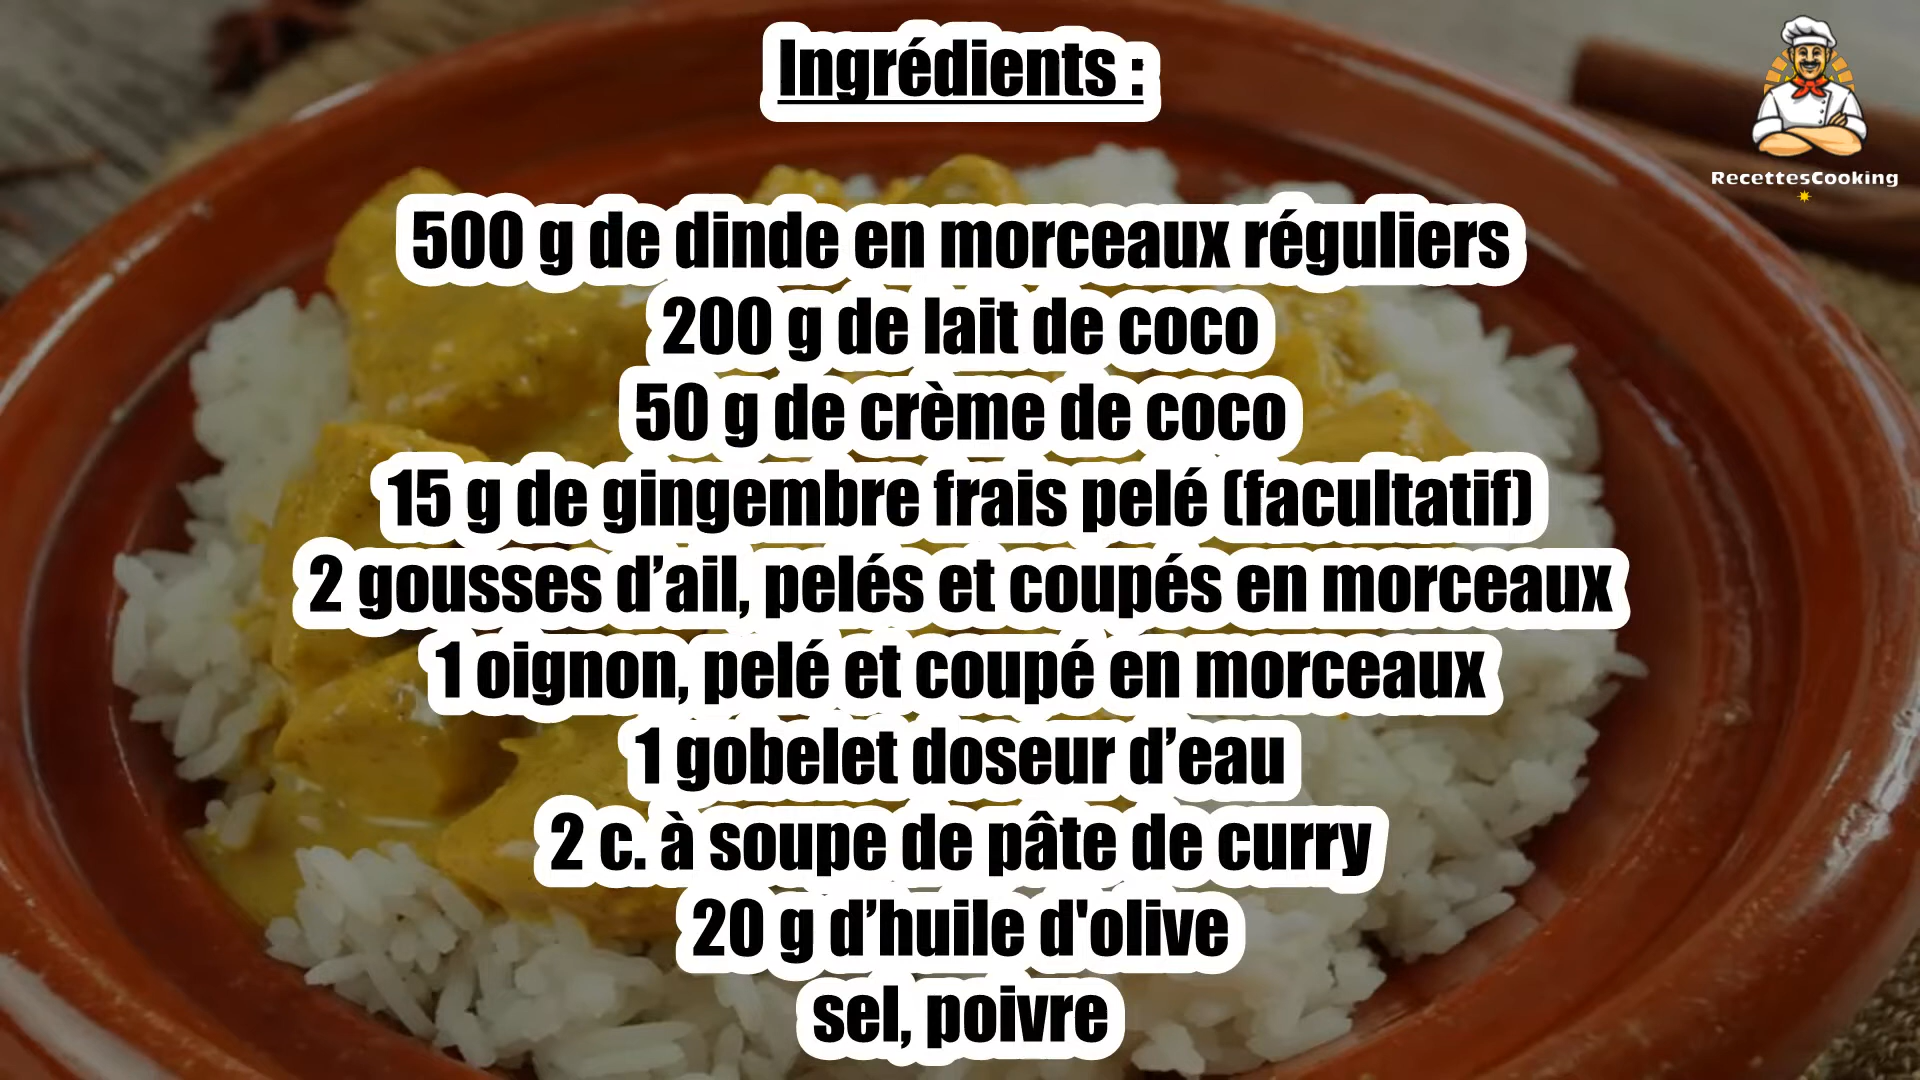 Ingrédients :
RecettesCooking
500 g de dinde en morceaux réguliers
200 g de lait de coco
50 g de crème de coco
15 g de gingembre frais pelé (facultatif)
2 gousses d’ail, pelés et coupés en morceaux
1 oignon, pelé et coupé en morceaux
1 gobelet doseur d’eau
2 c. à soupe de pâte de curry
20 g d’huile d'olive
sel, poivre